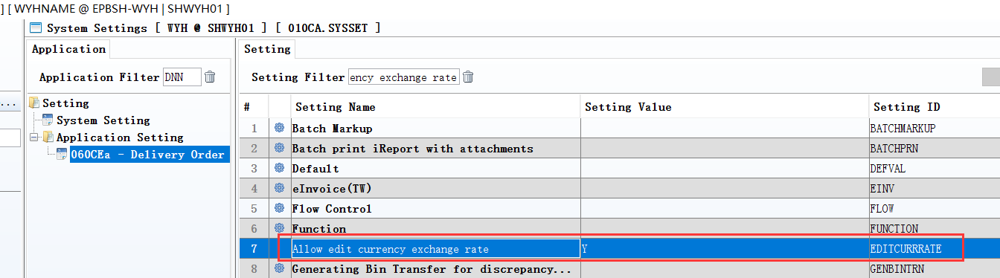 ] [ WYHNAME @ EPBSH-WYH | SHWYH01 ]
System Settings [ WYH @ SHWYH01 ] [ 010CA.SYSSET ]
Application
Application Filter DNN
...
Setting
System Setting
Application Setting
060CEa - Delivery Order
Setting
Setting Filter ency exchange rate
# Setting Name Setting Value Setting ID
1 Batch Markup BATCHMARKUP
2 Batch print iReport with attachments BATCHPRN
3 Default DEFVAL
4 eInvoice(TW) EINV
5 Flow Control FLOW
6 Function FUNCTION
7 Allow edit currency exchange rate Y EDITCURRRATE
8 Generating Bin Transfer for discrepancy... GENBINTRN